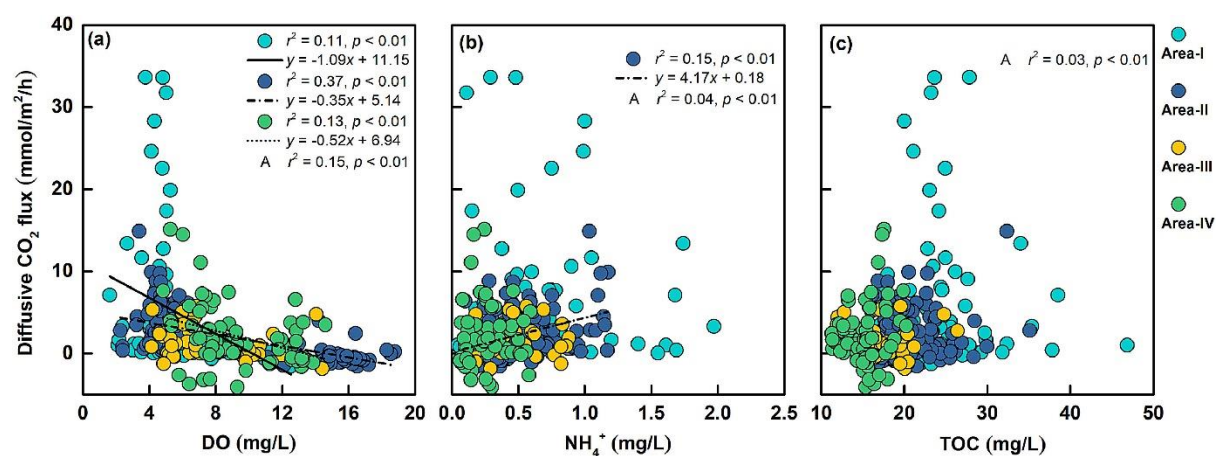 Diffusive CO₂ flux (mmol/m²/h)
40
30
20
10
0
(a)
r² = 0.11, p < 0.01
y = -1.09x + 11.15
r² = 0.37, p < 0.01
y = -0.35x + 5.14
r² = 0.13, p < 0.01
y = -0.52x + 6.94
A r² = 0.15, p < 0.01
0 4 8 12 16 20
DO (mg/L)
(b)
r² = 0.15, p < 0.01
y = 4.17x + 0.18
A r² = 0.04, p < 0.01
0.0 0.5 1.0 1.5 2.0 2.5
NH₄⁺ (mg/L)
(c)
A r² = 0.03, p < 0.01
10 20 30 40 50
TOC (mg/L)
Area-I
Area-II
Area-III
Area-IV